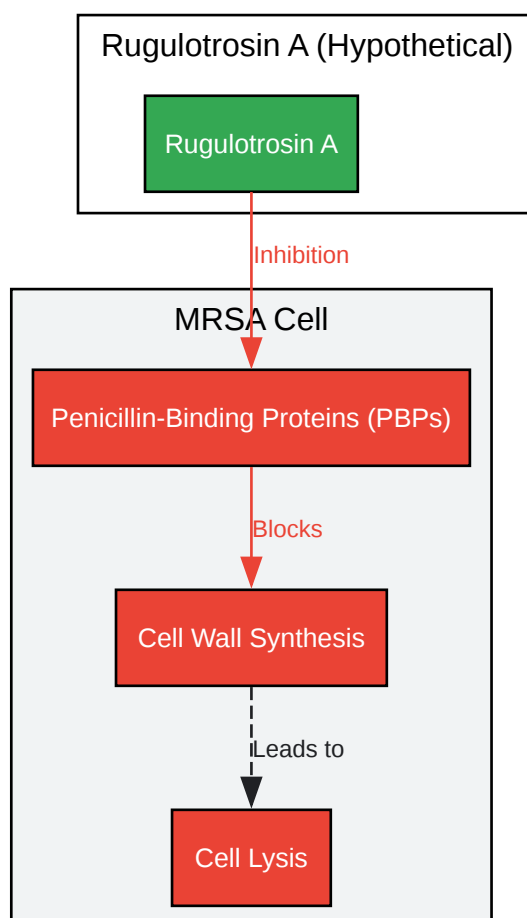 Rugulotrosin A (Hypothetical)
Rugulotrosin A
Inhibition
MRSA Cell
Penicillin-Binding Proteins (PBPs)
Blocks
Cell Wall Synthesis
Leads to
Cell Lysis